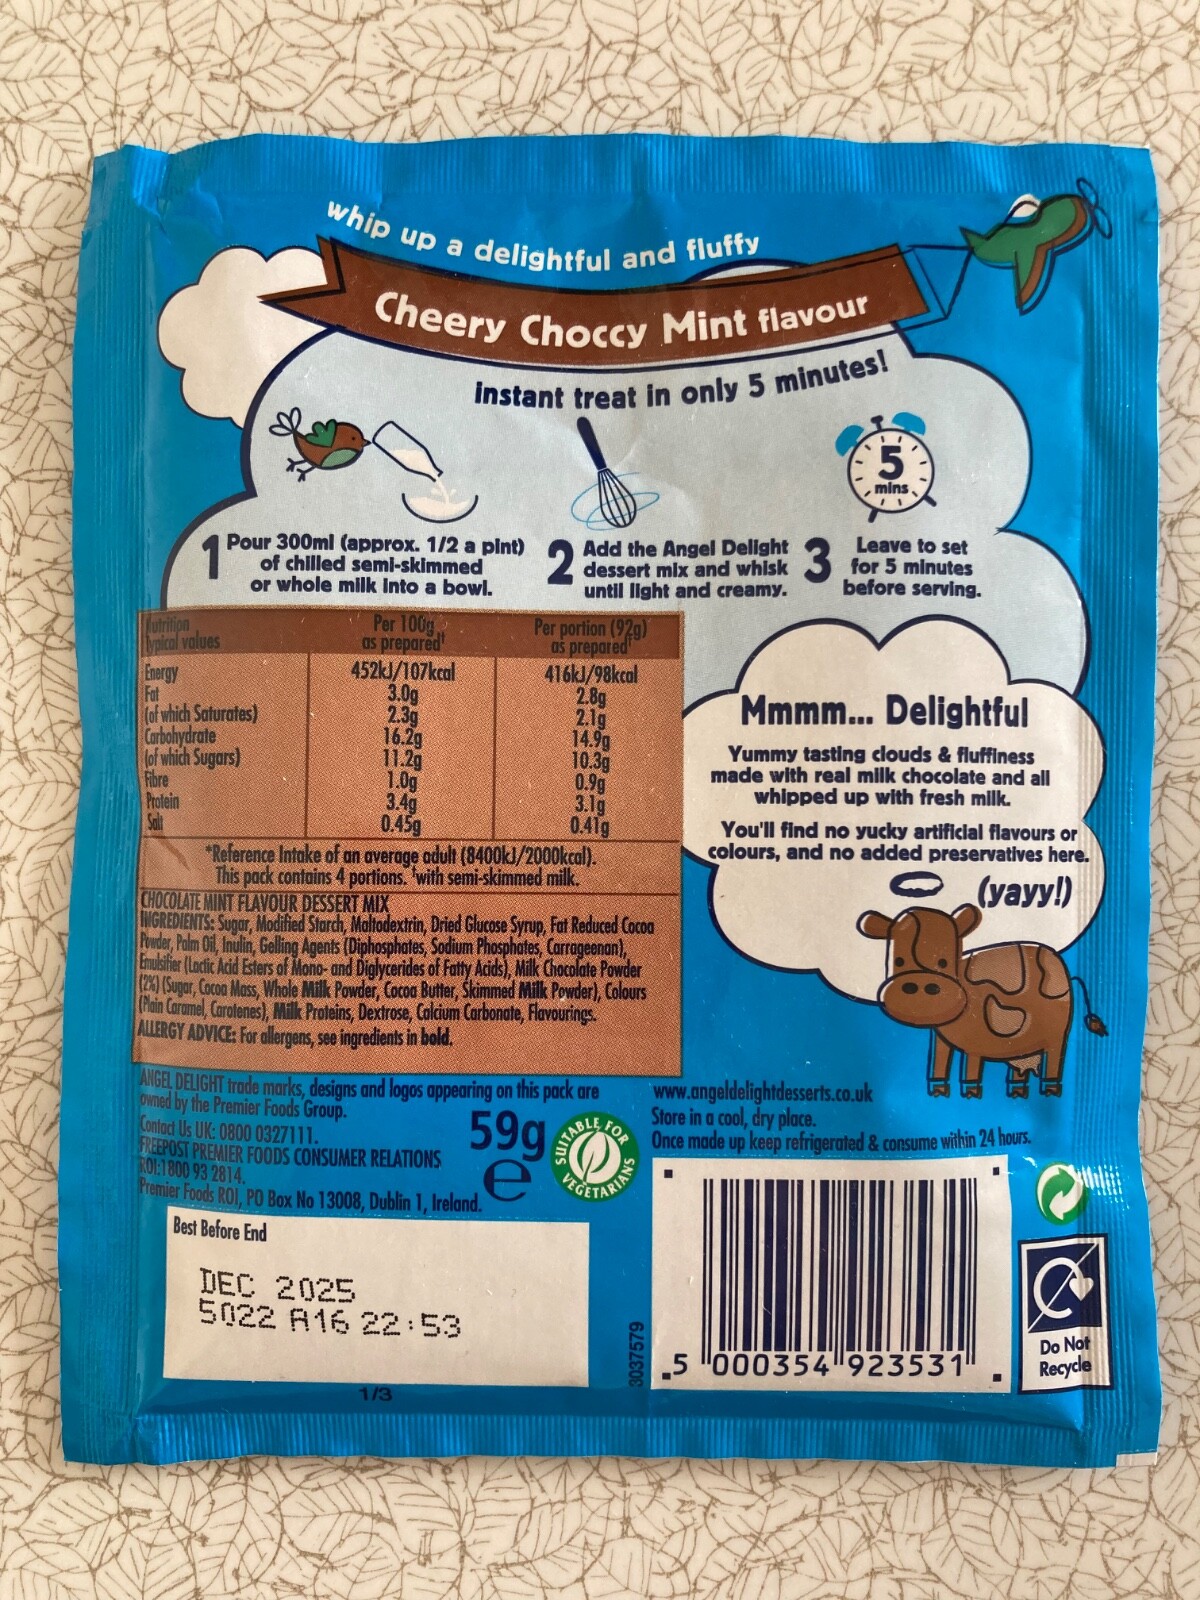 whip up a delightful and fluffy
Cheery Choccy Mint flavour
instant treat in only 5 minutes!
5
mins
1 Pour 300ml (approx. 1/2 a pint)
of chilled semi-skimmed
or whole milk into a bowl.
2 Add the Angel Delight
dessert mix and whisk
until light and creamy.
3 Leave to set
for 5 minutes
before serving.
Nutrition
Typical values
Per 100g
as prepared†
Per portion (92g)
as prepared†
Energy 452kJ/107kcal 416kJ/98kcal
Fat 3.0g 2.8g
(of which Saturates) 2.3g 2.1g
Carbohydrate 16.2g 14.9g
(of which Sugars) 11.2g 10.3g
Fibre 1.0g 0.9g
Protein 3.4g 3.1g
Salt 0.45g 0.41g
*Reference Intake of an average adult (8400kJ/2000kcal).
This pack contains 4 portions. †with semi-skimmed milk.
CHOCOLATE MINT FLAVOUR DESSERT MIX
INGREDIENTS: Sugar, Modified Starch, Maltodextrin, Dried Glucose Syrup, Fat Reduced Cocoa
Powder, Palm Oil, Inulin, Gelling Agents (Diphosphates, Sodium Phosphates, Carrageenan),
Emulsifier (Lactic Acid Esters of Mono- and Diglycerides of Fatty Acids), Milk Chocolate Powder
(2%) (Sugar, Cocoa Mass, Whole Milk Powder, Cocoa Butter, Skimmed Milk Powder), Colours
(Plain Caramel, Carotenes), Milk Proteins, Dextrose, Calcium Carbonate, Flavourings.
ALLERGY ADVICE: For allergens, see ingredients in bold.
Mmmm... Delightful
Yummy tasting clouds & fluffiness
made with real milk chocolate and all
whipped up with fresh milk.
You'll find no yucky artificial flavours or
colours, and no added preservatives here.
(yayy!)
ANGEL DELIGHT trade marks, designs and logos appearing on this pack are
owned by the Premier Foods Group.
Contact Us UK: 0800 0327111.
FREEPOST PREMIER FOODS CONSUMER RELATIONS
ROI:1800 93 2814.
Premier Foods ROI, PO Box No 13008, Dublin 1, Ireland.
59g
e
SUITABLE FOR
VEGETARIANS
www.angeldelightdesserts.co.uk
Store in a cool, dry place.
Once made up keep refrigerated & consume within 24 hours.
Best Before End
DEC 2025
5022 A16 22:53
1/3
3037579
5 000354 923531
Do Not
Recycle